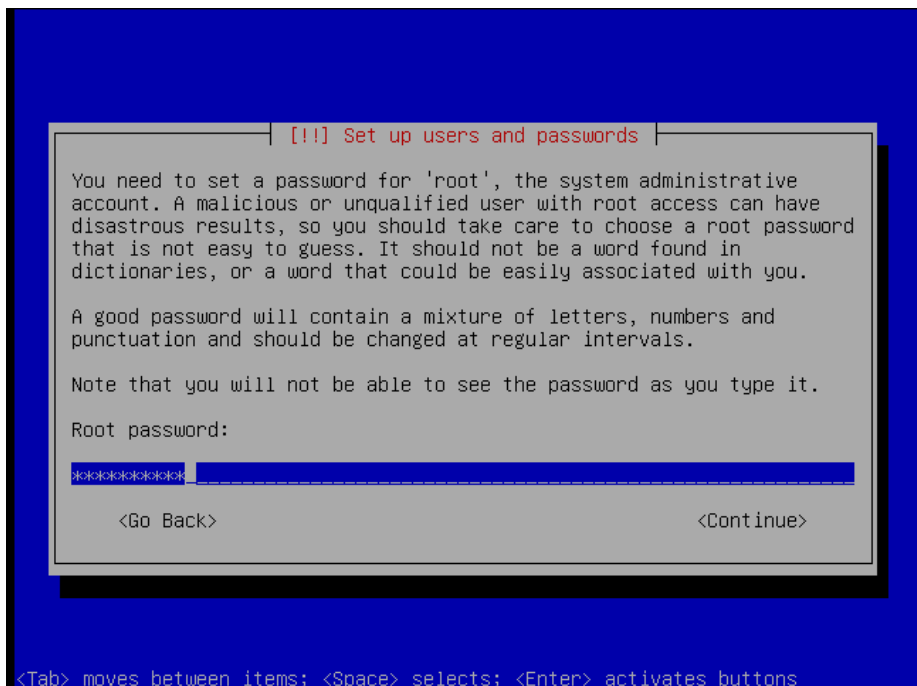 [!!] Set up users and passwords
You need to set a password for 'root', the system administrative
account. A malicious or unqualified user with root access can have
disastrous results, so you should take care to choose a root password
that is not easy to guess. It should not be a word found in
dictionaries, or a word that could be easily associated with you.
A good password will contain a mixture of letters, numbers and
punctuation and should be changed at regular intervals.
Note that you will not be able to see the password as you type it.
Root password:
**********
<Go Back> <Continue>
<Tab> moves between items; <Space> selects; <Enter> activates buttons